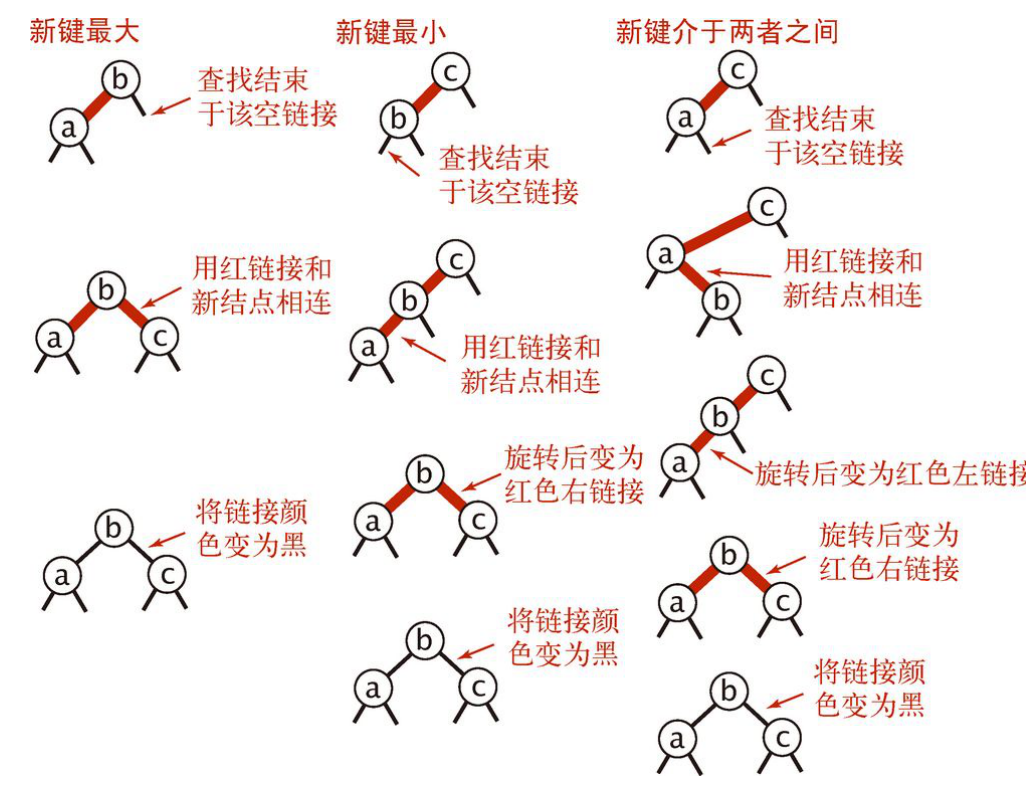 新键最大
b
a
查找结束
于该空链接
b
a
c
用红链接和
新结点相连
b
a
c
将链接颜
色变为黑
新键最小
c
b
查找结束
于该空链接
c
b
a
用红链接和
新结点相连
b
a
c
旋转后变为
红色右链接
b
a
c
将链接颜
色变为黑
新键介于两者之间
c
a
查找结束
于该空链接
c
a
b
用红链接和
新结点相连
c
b
a
旋转后变为红色左链接
b
a
c
旋转后变为
红色右链接
b
a
c
将链接颜
色变为黑